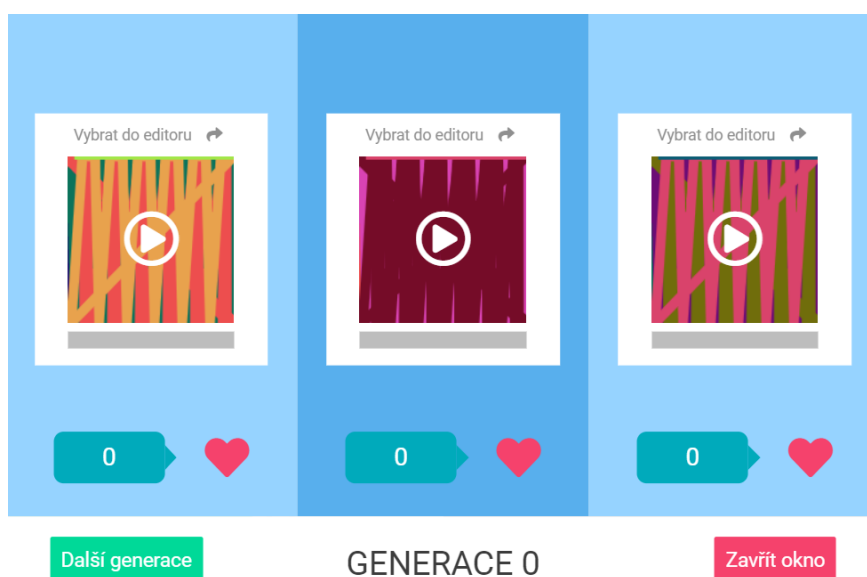 Vybrat do editoru
Vybrat do editoru
Vybrat do editoru
0
0
0
Další generace
GENERACE 0
Zavřít okno